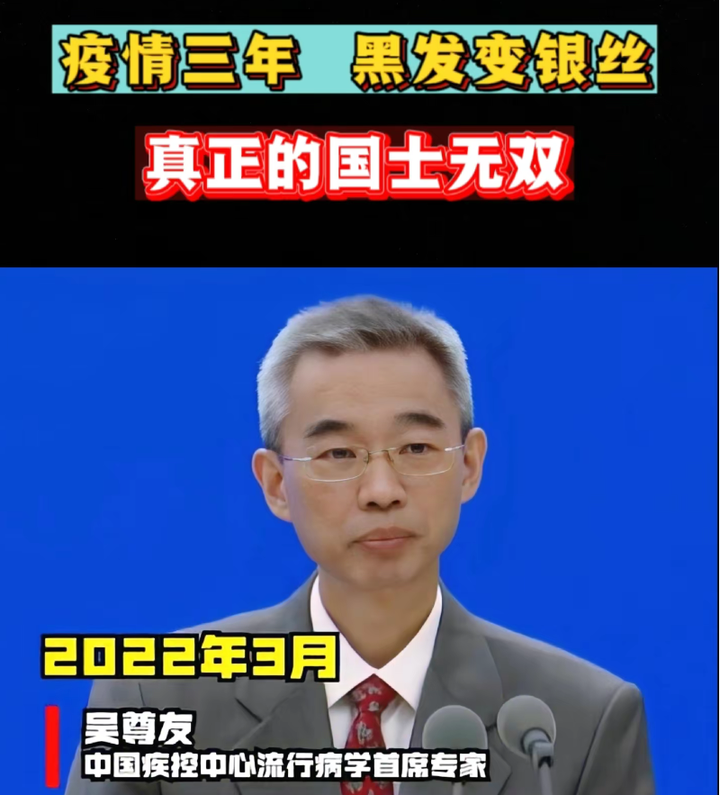 疫情三年 黑发变银丝
真正的国士无双
2022年3月
吴尊友
中国疾控中心流行病学首席专家